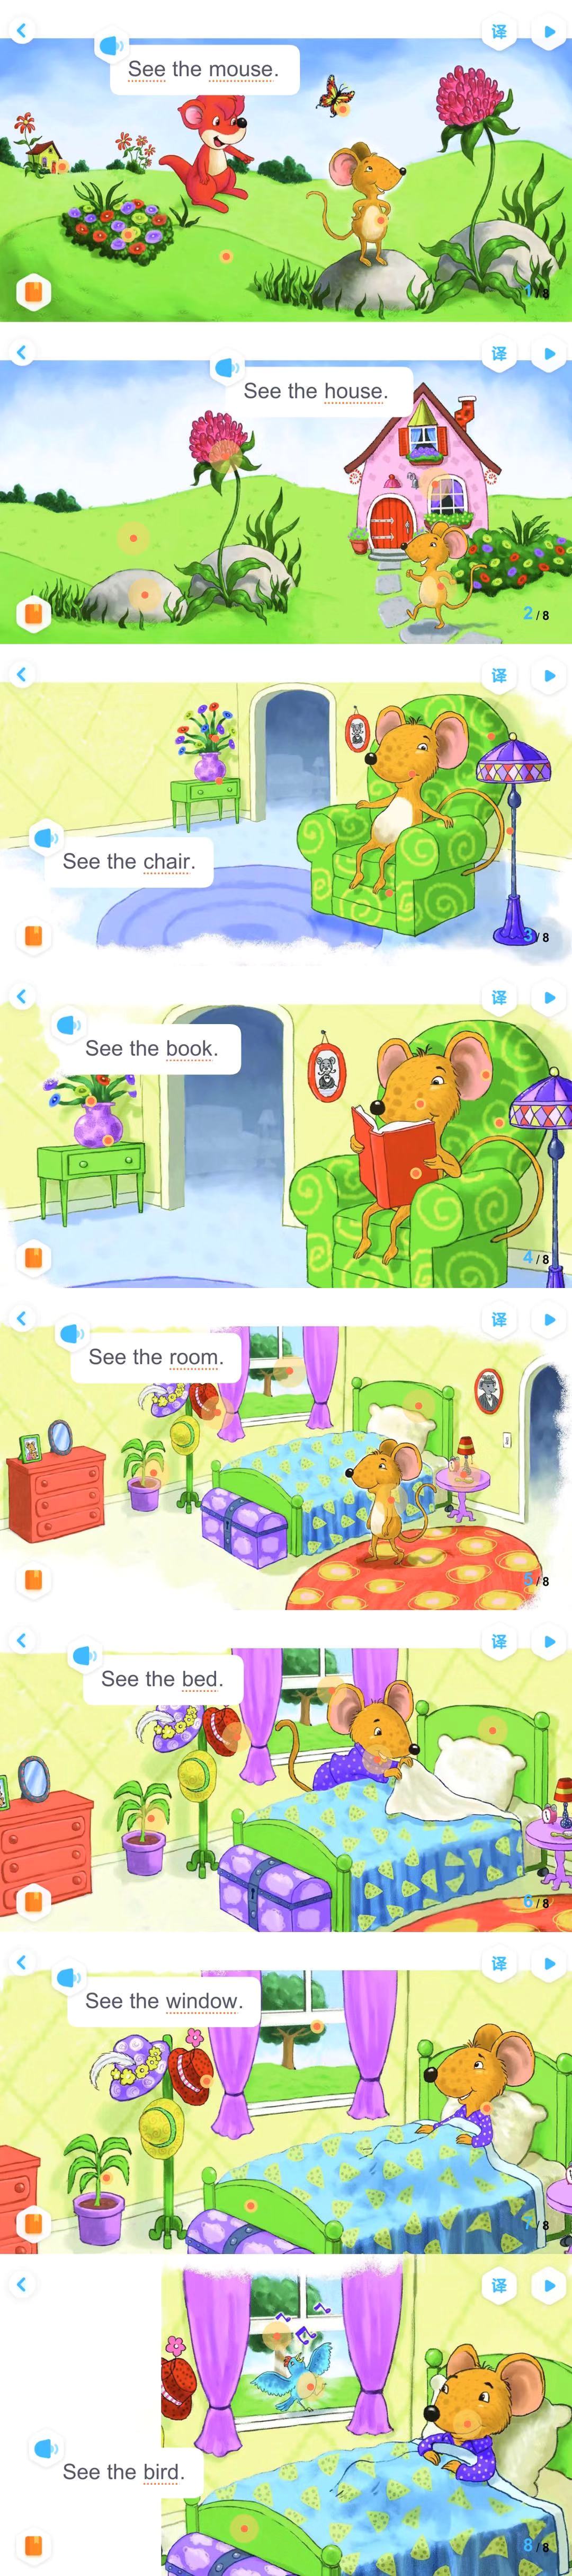 译
See the mouse.
1/8
译
See the house.
2/8
译
See the chair.
3/8
译
See the book.
4/8
译
See the room.
5/8
译
See the bed.
6/8
译
See the window.
7/8
译
See the bird.
8/8